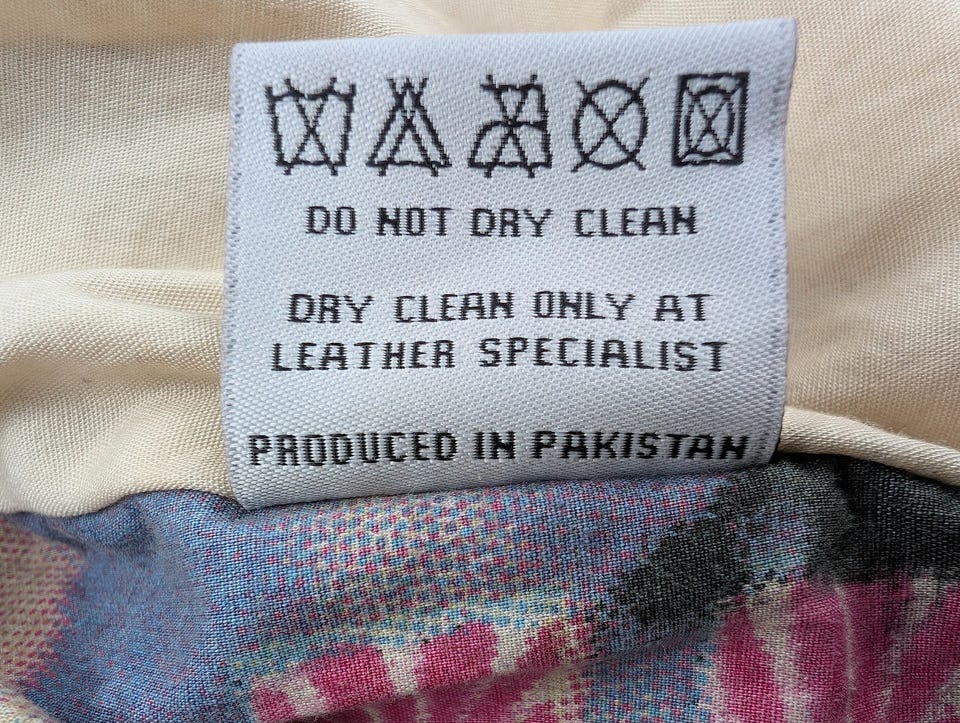 DO NOT DRY CLEAN
DRY CLEAN ONLY AT
LEATHER SPECIALIST
PRODUCED IN PAKISTAN